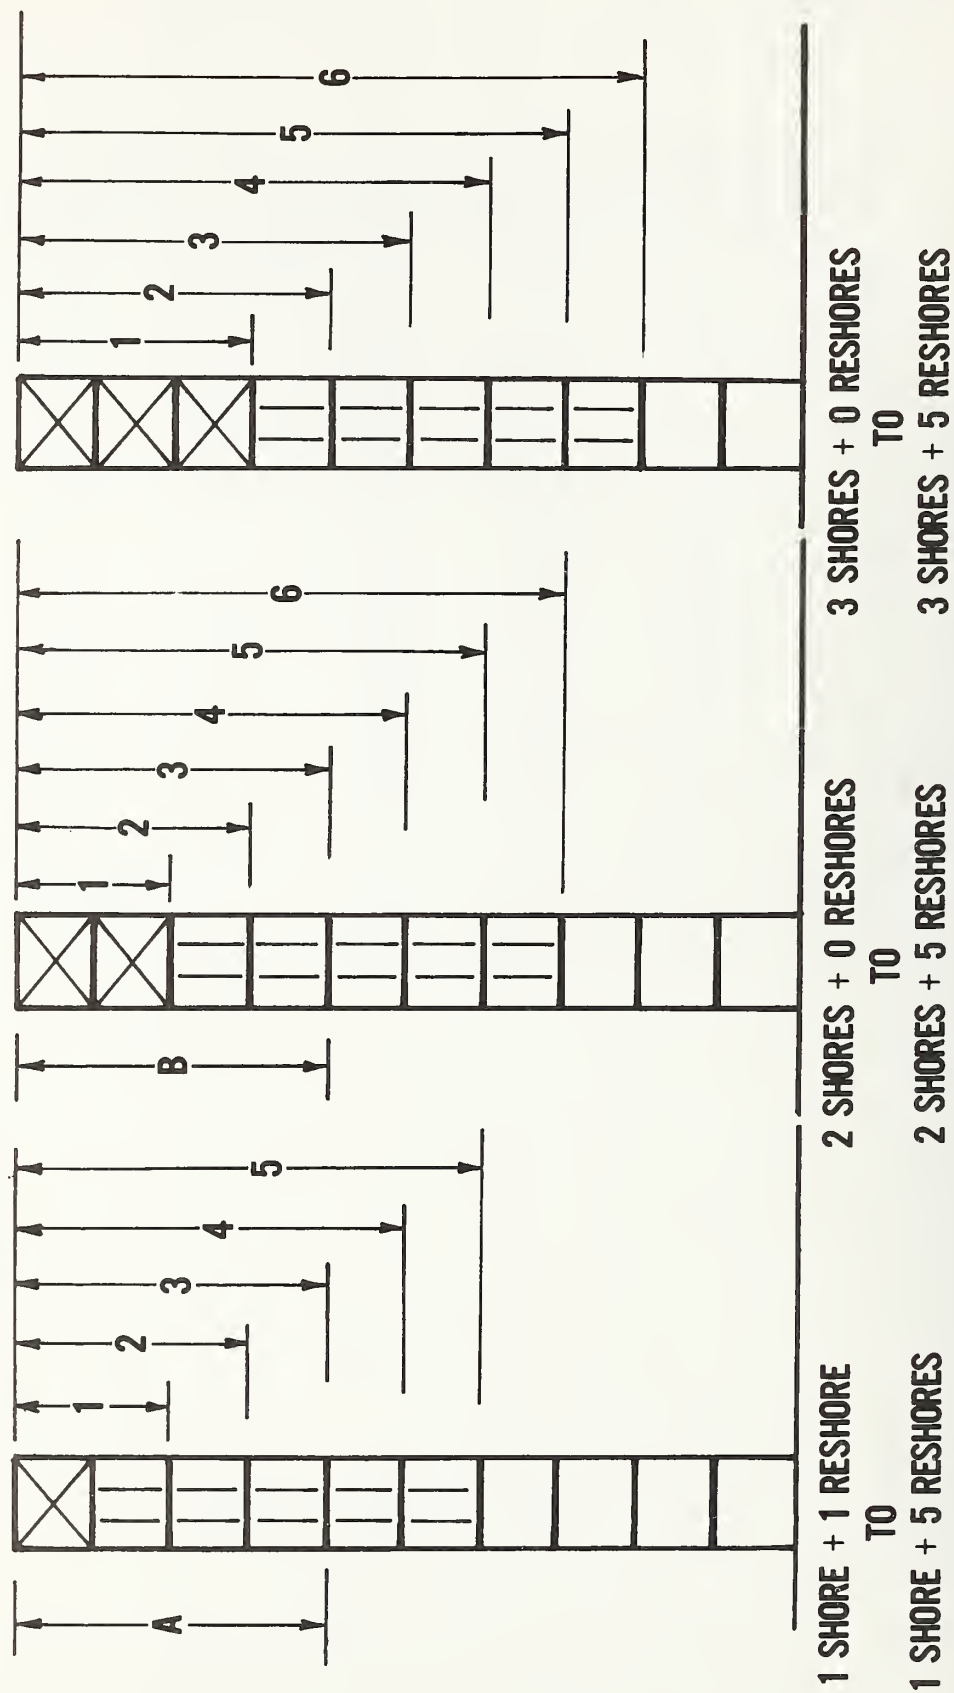 A
1
2
3
4
5
1 SHORE + 1 RESHORE
TO
1 SHORE + 5 RESHORES
B
1
2
3
4
5
6
2 SHORES + 0 RESHORES
TO
2 SHORES + 5 RESHORES
1
2
3
4
5
6
3 SHORES + 0 RESHORES
TO
3 SHORES + 5 RESHORES